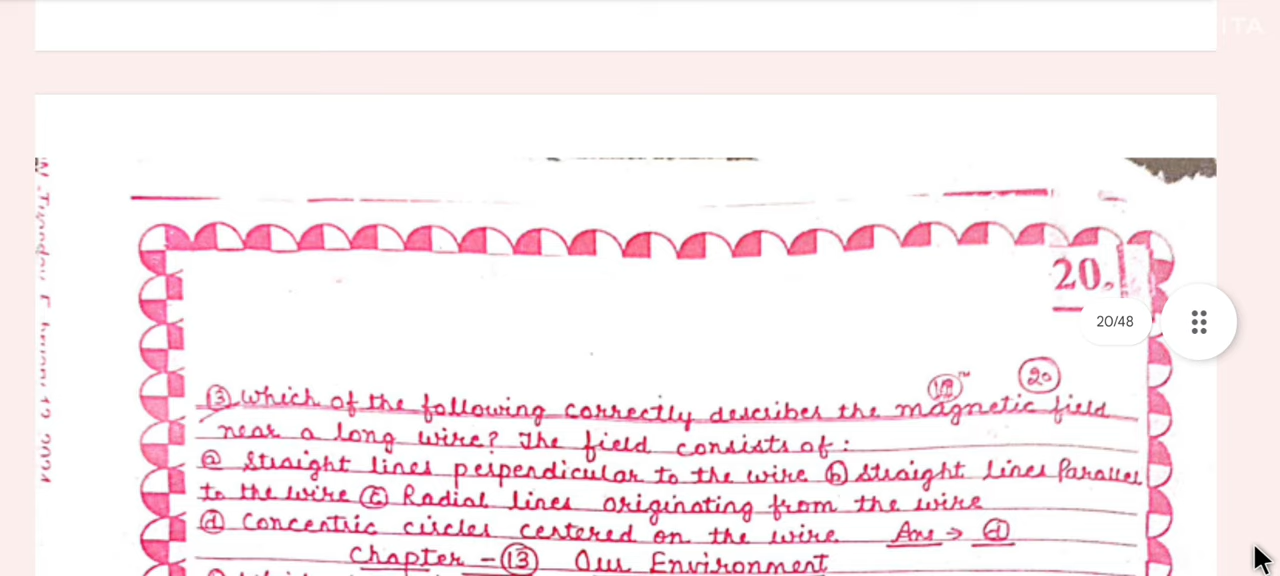 ITA
20.
20/48
20
③ which of the following correctly describes the magnetic field
near a long wire? The field consists of :
ⓐ straight lines perpendicular to the wire ⓑ straight lines Parallel
to the wire ⓒ Radial lines originating from the wire
ⓓ Concentric circles centered on the wire Ans → ⓓ
Chapter - ⑬ Our Environment